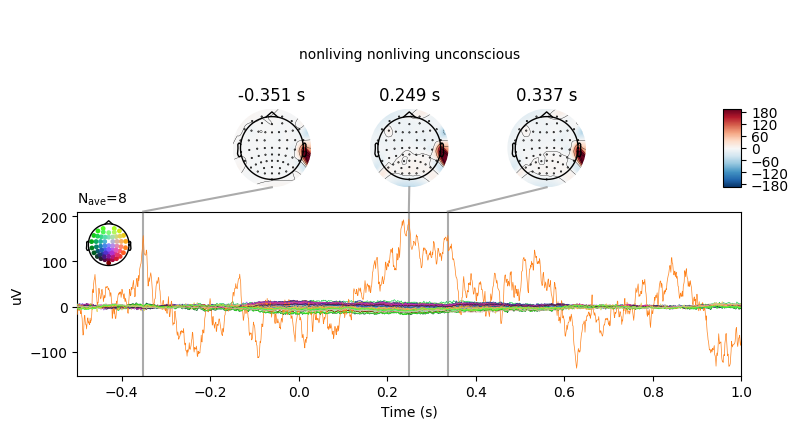 nonliving nonliving unconscious
-0.351 s 0.249 s 0.337 s
180
120
60
0
−60
−120
−180
Nave=8
200
100
0
−100
uV
−0.4 −0.2 0.0 0.2 0.4 0.6 0.8 1.0
Time (s)